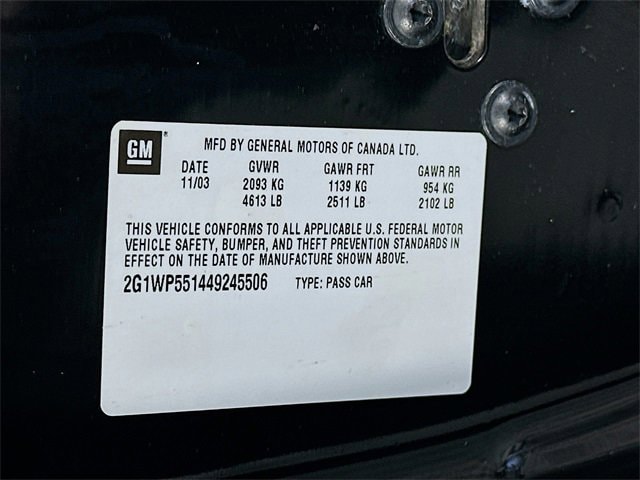 GM ® MFD BY GENERAL MOTORS OF CANADA LTD.
DATE GVWR GAWR FRT GAWR RR
11/03 2093 KG 1139 KG 954 KG
4613 LB 2511 LB 2102 LB
THIS VEHICLE CONFORMS TO ALL APPLICABLE U.S. FEDERAL MOTOR
VEHICLE SAFETY, BUMPER, AND THEFT PREVENTION STANDARDS IN
EFFECT ON THE DATE OF MANUFACTURE SHOWN ABOVE.
2G1WP551449245506 TYPE: PASS CAR